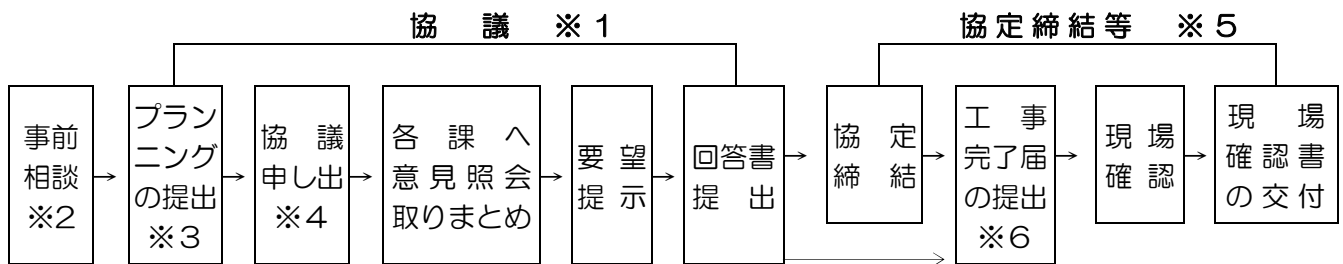 協　議　※１
協定締結等　※５
事前
相談
※2
プラン
ニング
の提出
※３
協　議
申し出
※４
各　課　へ
意見照会
取りまとめ
要　望
提　示
回答書
提　出
協　定
締　結
工　事
完了届
の提出
※６
現　場
確　認
現　場
確認書
の交付